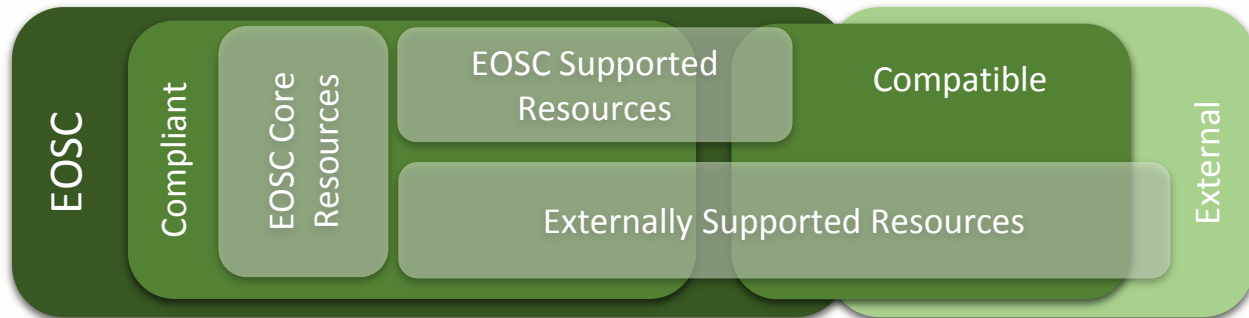 EOSC
Compliant
EOSC Core
Resources
EOSC Supported
Resources
Externally Supported Resources
Compatible
External